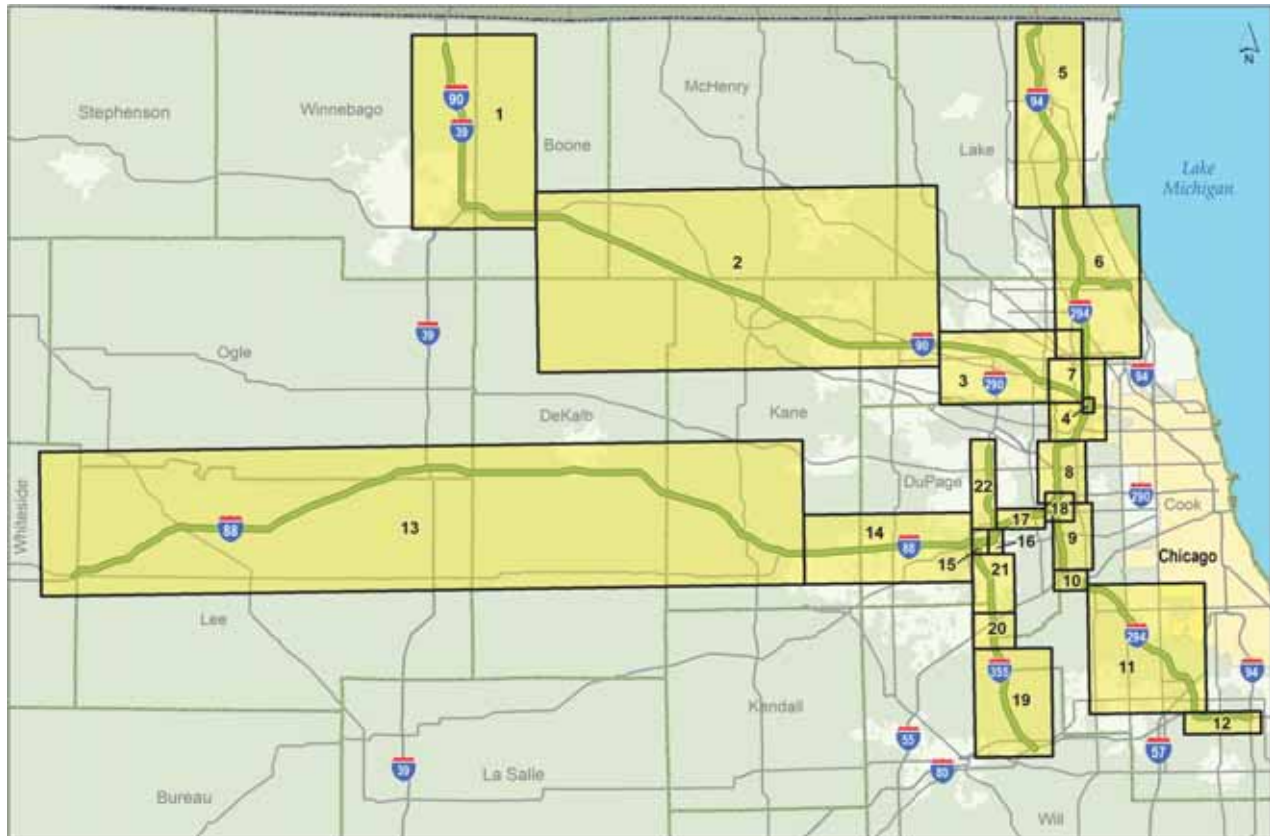 N
5
McHenry
94
90
1
Winnebago
Stephenson
39
Boone
Lake
Lake
Michigan
2
6
294
39
90
Ogle
7
94
3
290
DeKalb
Kane
4
8
DuPage
22
290
Cook
Whiteside
18
17
88
13
14
9
16
Chicago
88
15
21
10
Lee
20
294
11
355
94
19
Kendall
12
55
57
39
80
La Salle
Bureau
Will